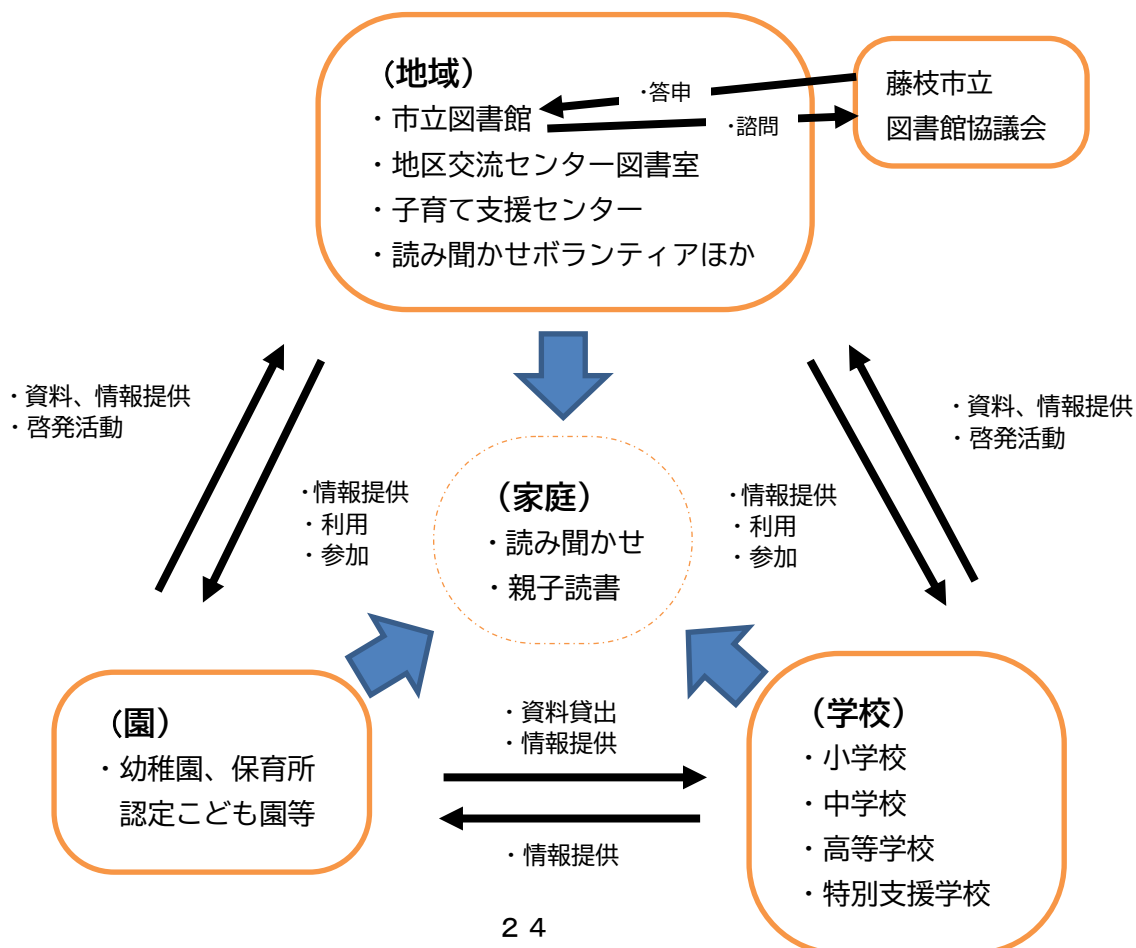 （地域）
・市立図書館
・地区交流センター図書室
・子育て支援センター
・読み聞かせボランティアほか
・答申
・諮問
藤枝市立
図書館協議会
・資料、情報提供
・啓発活動
・情報提供
・利用
・参加
（家庭）
・読み聞かせ
・親子読書
・情報提供
・利用
・参加
・資料、情報提供
・啓発活動
（園）
・幼稚園、保育所
認定こども園等
・資料貸出
・情報提供
・情報提供
（学校）
・小学校
・中学校
・高等学校
・特別支援学校
２４